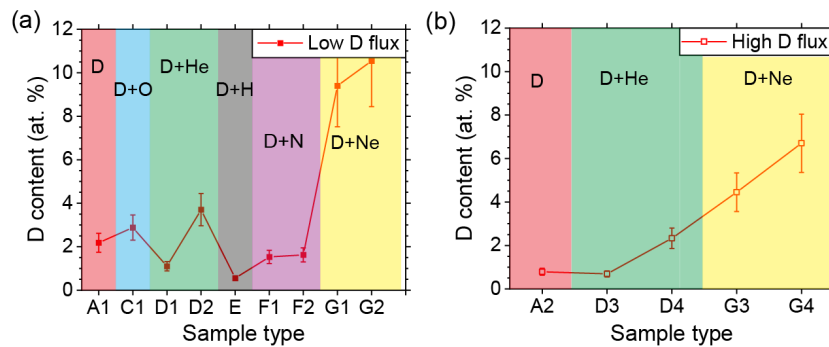 (a)
Low D flux
D
D+He
D+O
D+H
D+N
D+Ne
D content (at. %)
12
10
8
6
4
2
0
A1 C1 D1 D2 E F1 F2 G1 G2
Sample type
(b)
High D flux
D
D+He
D+Ne
D content (at. %)
12
10
8
6
4
2
0
A2 D3 D4 G3 G4
Sample type